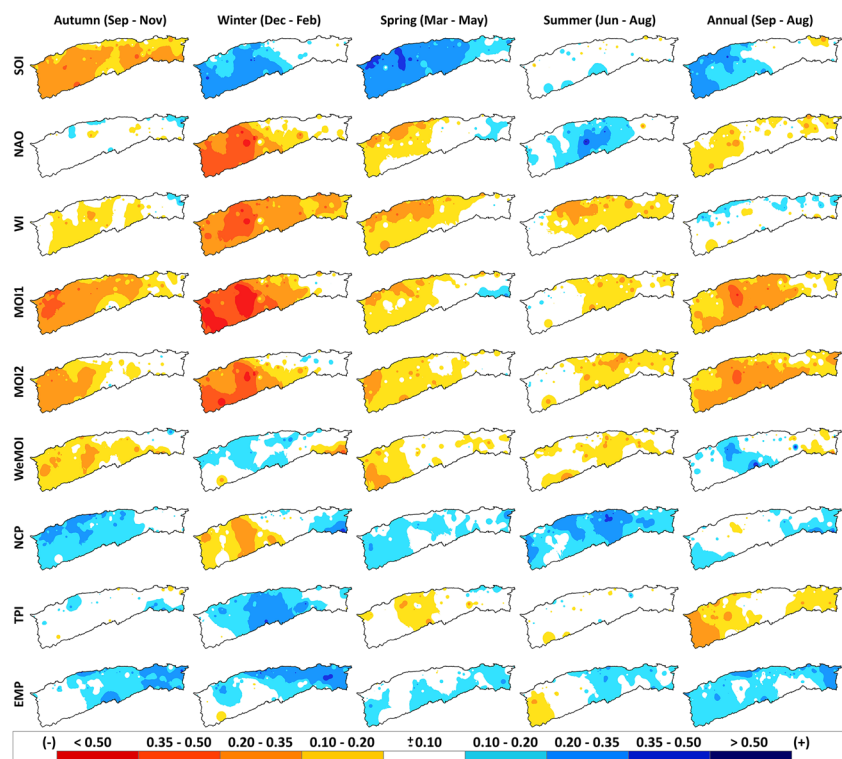 Autumn (Sep - Nov) Winter (Dec - Feb) Spring (Mar - May) Summer (Jun - Aug) Annual (Sep - Aug)
SOI
NAO
WI
MOI1
MOI2
WeMOI
NCP
TPI
EMP
(-) < 0.50 0.35 - 0.50 0.20 - 0.35 0.10 - 0.20 ±0.10 0.10 - 0.20 0.20 - 0.35 0.35 - 0.50 > 0.50 (+)